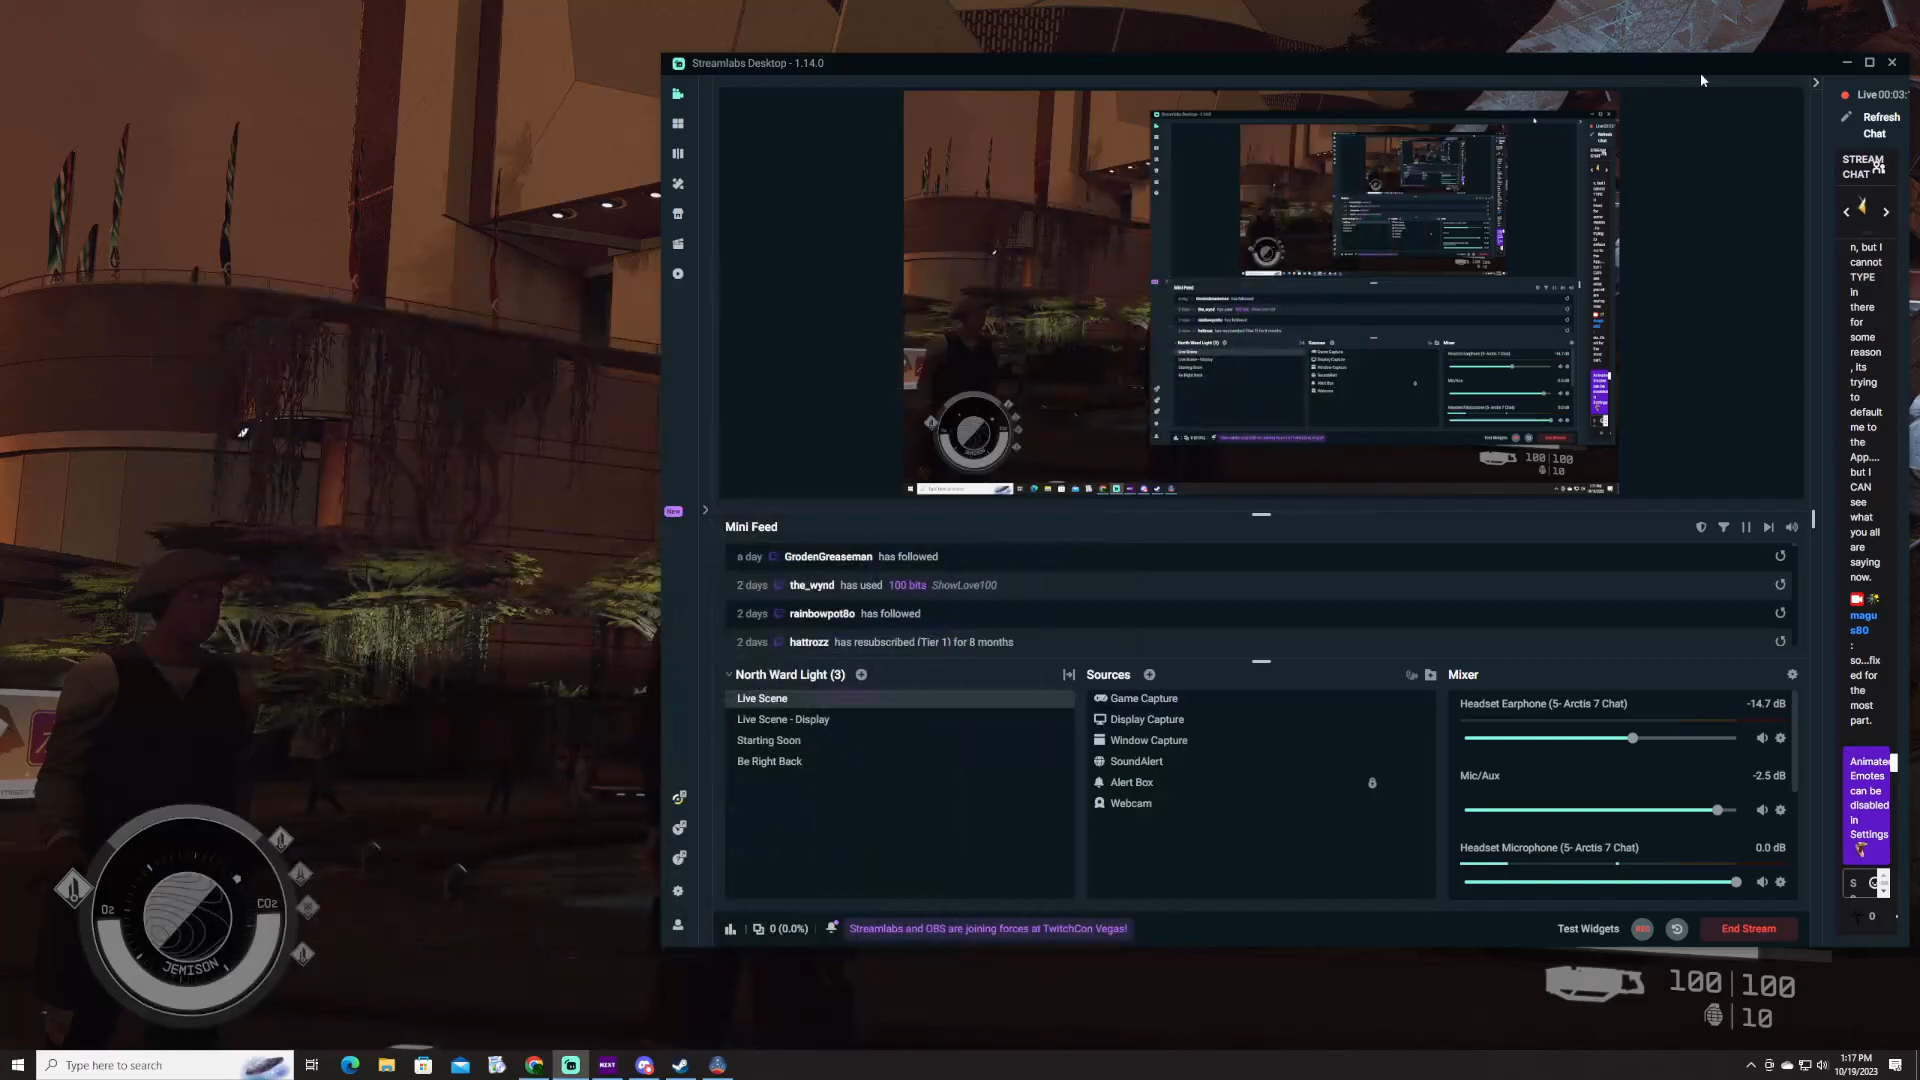 Streamlabs Desktop - 1.14.0
Live 00:03:
Refresh
Chat
STREAM
CHAT
n, but I
cannot
TYPE
in
there
for
some
reason
, its
trying
to
default
me to
the
App....
but I
CAN
see
what
you all
are
saying
now.
magu
s80
:
so...fix
ed for
the
most
part.
Animated
Emotes
can be
disabled
in
Settings
S
0
New
Mini Feed
a day GrodenGreaseman has followed
2 days the_wynd has used 100 bits ShowLove100
2 days rainbowpot8o has followed
2 days hattrozz has resubscribed (Tier 1) for 8 months
North Ward Light (3)
Live Scene
Live Scene - Display
Starting Soon
Be Right Back
Sources
Game Capture
Display Capture
Window Capture
SoundAlert
Alert Box
Webcam
Mixer
Headset Earphone (5- Arctis 7 Chat) -14.7 dB
Mic/Aux -2.5 dB
Headset Microphone (5- Arctis 7 Chat) 0.0 dB
0 (0.0%) Streamlabs and OBS are joining forces at TwitchCon Vegas!
Test Widgets REC End Stream
O2 CO2
JEMISON
100 | 100
10
Type here to search
NEXT
1:17 PM
10/19/2023